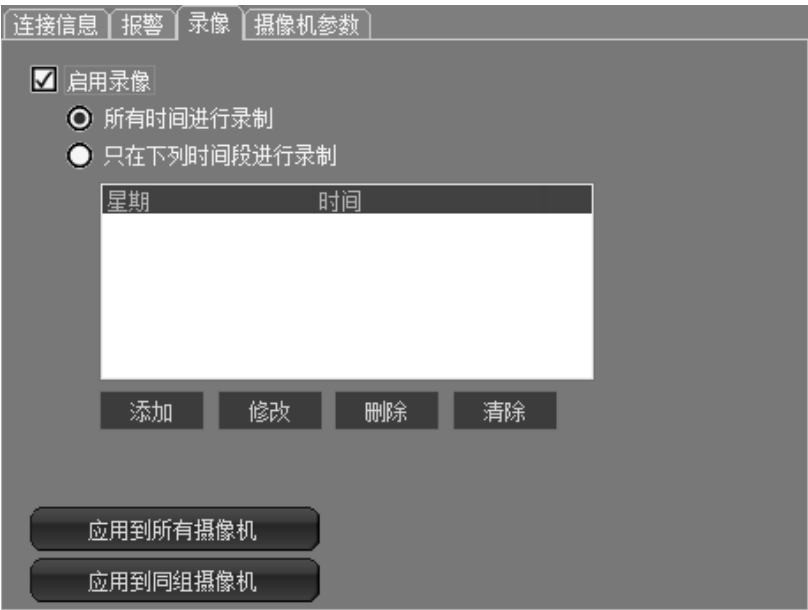 连接信息 报警 录像 摄像机参数
启用录像
所有时间进行录制
只在下列时间段进行录制
星期 时间
添加 修改 删除 清除
应用到所有摄像机
应用到同组摄像机